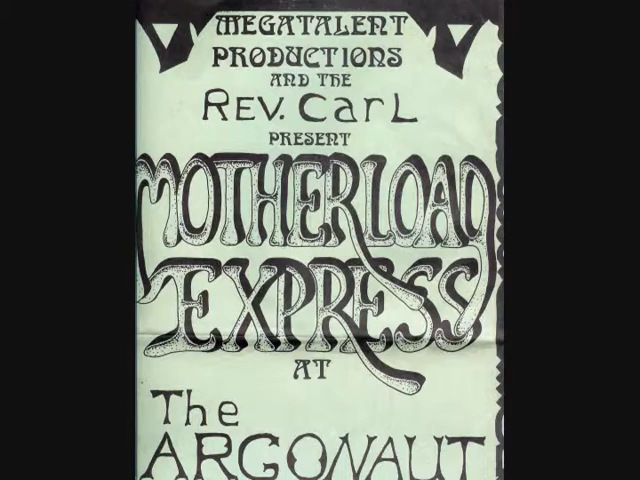 MEGATALENT
PRODUCTIONS
AND THE
REV. CarL
PRESENT
MOTHERLOAD
EXPRESS
AT
The
ARGONAUT